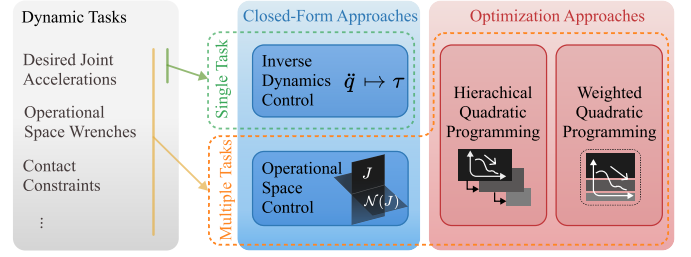 Dynamic Tasks
Desired Joint
Accelerations
Operational
Space Wrenches
Contact
Constraints
⋮
Single Task
Multiple Tasks
Closed-Form Approaches
Inverse
Dynamics
Control
q̈ ↦ τ
Operational
Space
Control
J
𝒩(J)
Optimization Approaches
Hierachical
Quadratic
Programming
Weighted
Quadratic
Programming